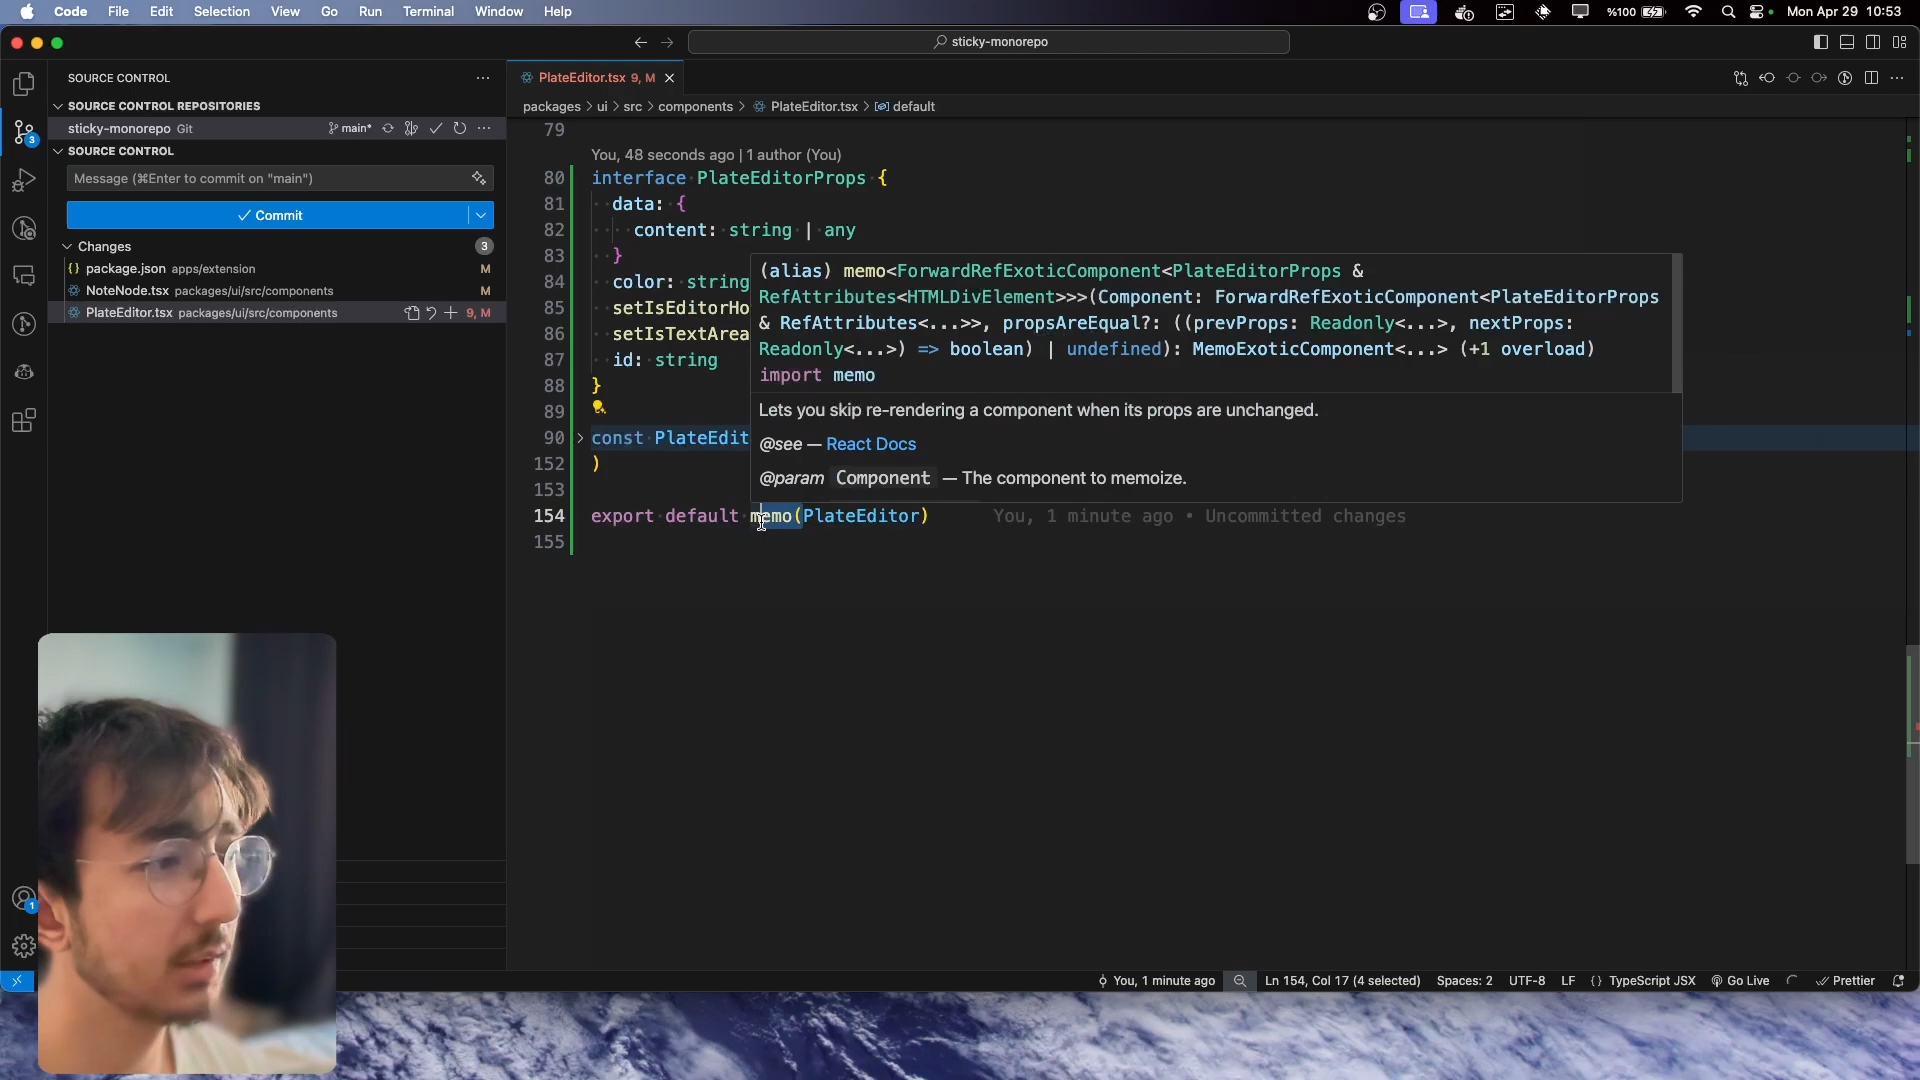 Code File Edit Selection View Go Run Terminal Window Help
%100 Mon Apr 29 10:53
sticky-monorepo
SOURCE CONTROL
SOURCE CONTROL REPOSITORIES
sticky-monorepo Git main*
SOURCE CONTROL
Message (⌘Enter to commit on "main")
Commit
Changes 3
package.json apps/extension M
NoteNode.tsx packages/ui/src/components M
PlateEditor.tsx packages/ui/src/components 9, M
3
1
PlateEditor.tsx 9, M
packages > ui > src > components > PlateEditor.tsx > default
79
You, 48 seconds ago | 1 author (You)
80 interface PlateEditorProps {
81 data: {
82 content: string | any
83 }
84 color: string
85 setIsEditorHo
86 setIsTextArea
87 id: string
88 }
89
90 const PlateEdit
152 )
153
154 export default memo(PlateEditor) You, 1 minute ago • Uncommitted changes
155
(alias) memo<ForwardRefExoticComponent<PlateEditorProps &
RefAttributes<HTMLDivElement>>>(Component: ForwardRefExoticComponent<PlateEditorProps
& RefAttributes<...>>, propsAreEqual?: ((prevProps: Readonly<...>, nextProps:
Readonly<...>) => boolean) | undefined): MemoExoticComponent<...> (+1 overload)
import memo
Lets you skip re-rendering a component when its props are unchanged.
@see — React Docs
@param Component — The component to memoize.
You, 1 minute ago Ln 154, Col 17 (4 selected) Spaces: 2 UTF-8 LF {} TypeScript JSX Go Live Prettier